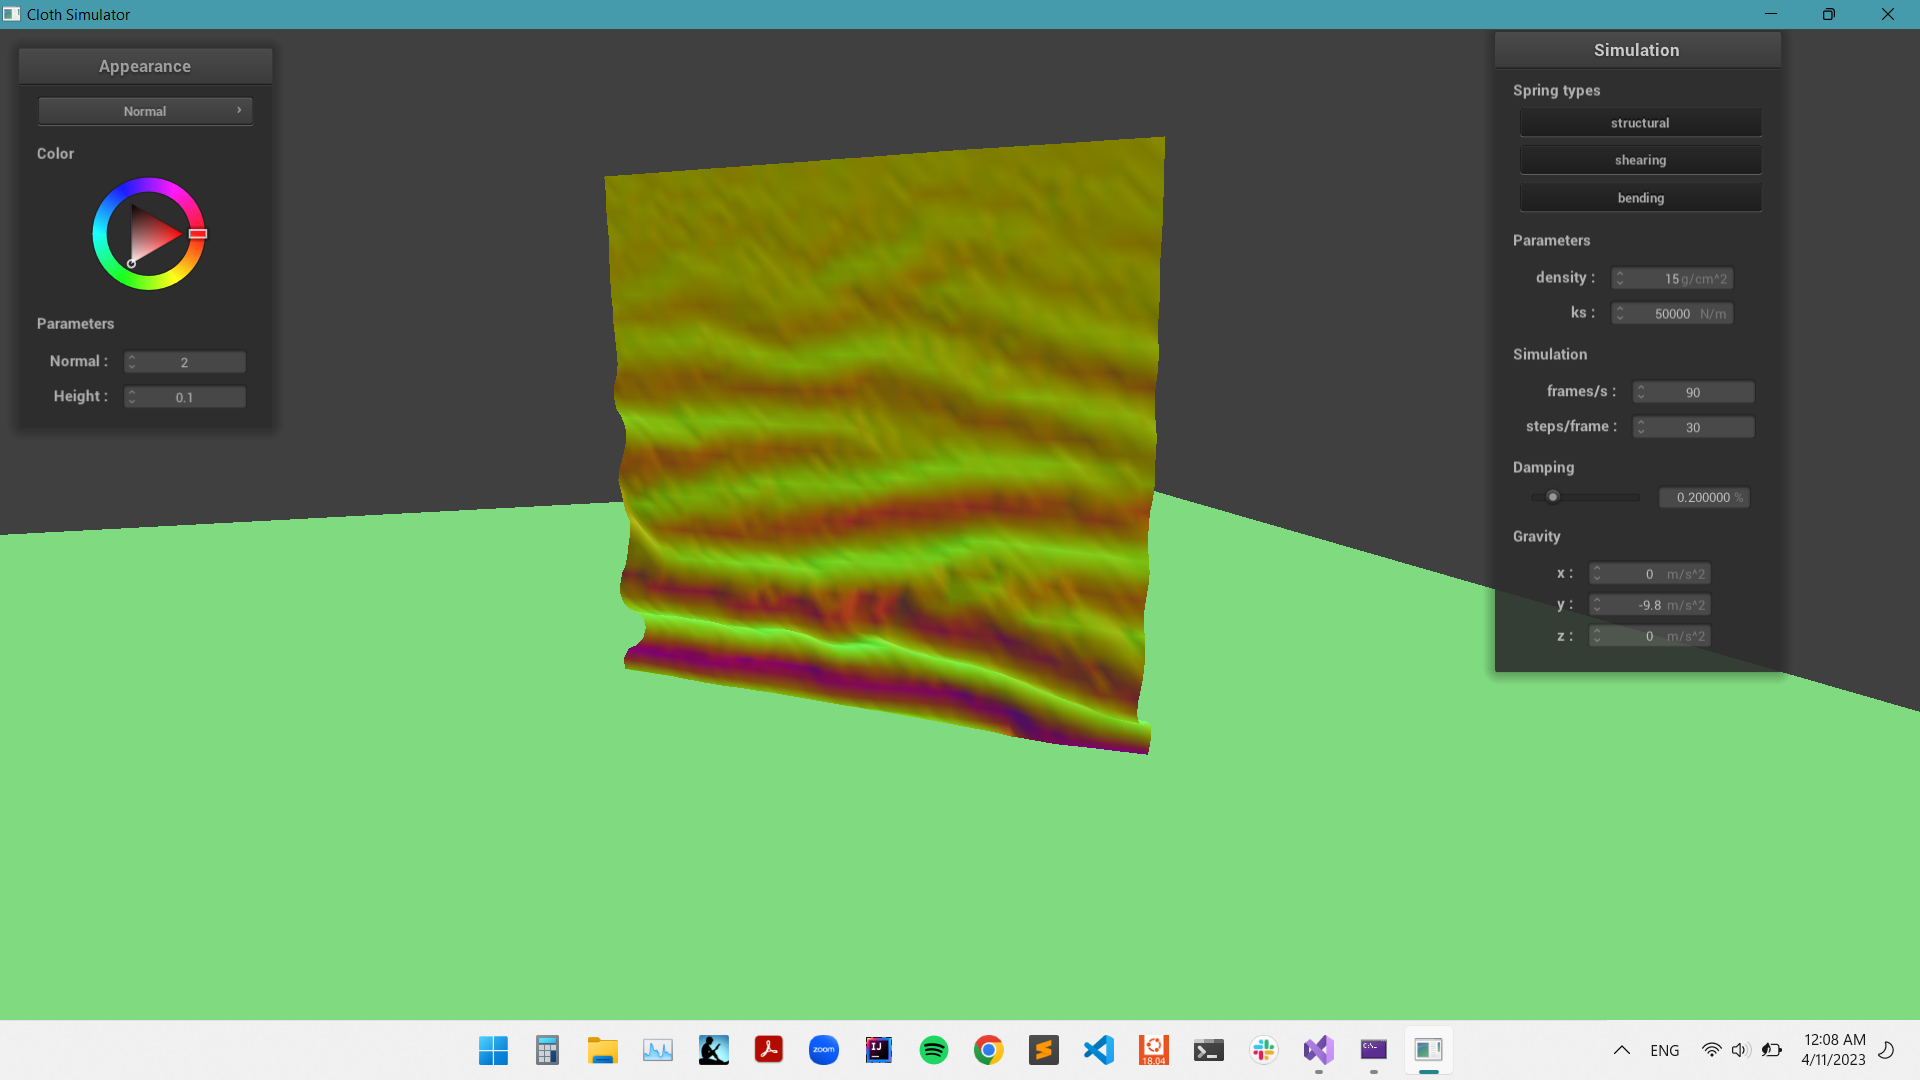 Cloth Simulator
Appearance
Normal
Color
Parameters
Normal : 2
Height : 0.1
Simulation
Spring types
structural
shearing
bending
Parameters
density : 15 g/cm^2
ks : 50000 N/m
Simulation
frames/s : 90
steps/frame : 30
Damping
0.200000 %
Gravity
x : 0 m/s^2
y : -9.8 m/s^2
z : 0 m/s^2
zoom
IJ
18.04
C:\.
ENG
12:08 AM
4/11/2023